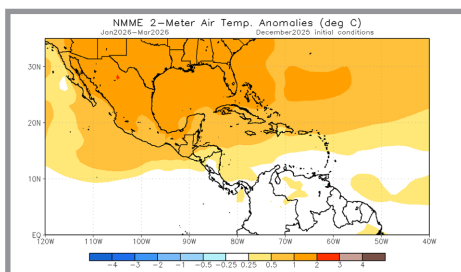 NMME 2-Meter Air Temp. Anomalies (deg C)
Jan2026-Mar2026 December2025 initial conditions
30N
20N
10N
EQ
120W 110W 100W 90W 80W 70W 60W 50W 40W
-4 -3 -2 -1 -0.5 -0.25 0.25 0.5 1 2 3 4